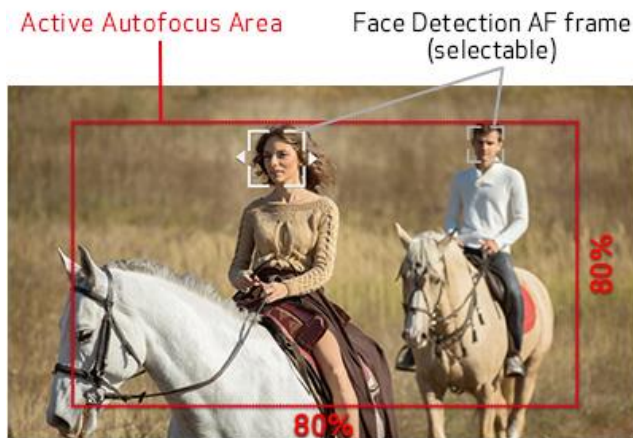 Active Autofocus Area
Face Detection AF frame
(selectable)
80%
80%